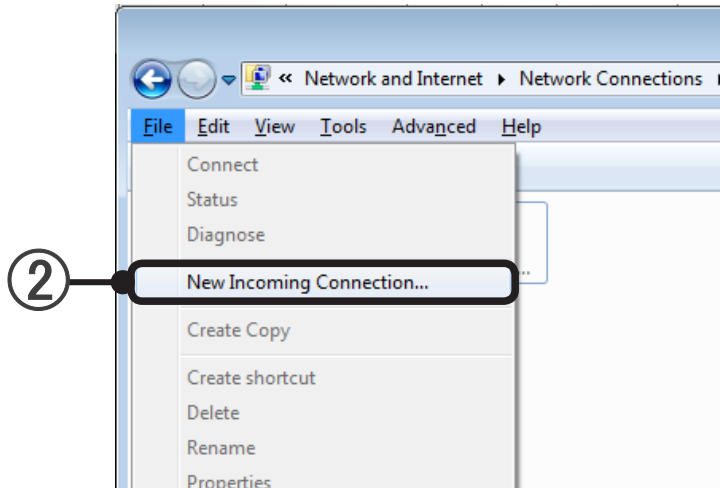 « Network and Internet ▸ Network Connections ▸
File Edit View Tools Advanced Help
Connect
Status
Diagnose
...
② New Incoming Connection...
Create Copy
Create shortcut
Delete
Rename
Properties